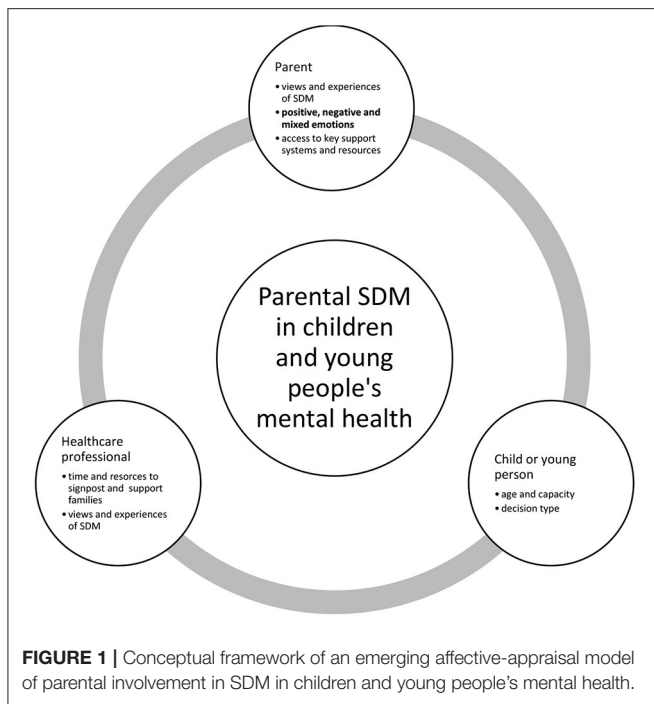 Parent
• views and experiences
of SDM
• positive, negative and
mixed emotions
• access to key support
systems and resources
Parental SDM
in children
and young
people's
mental health
Healthcare
professional
• time and resorces to
signpost and support
families
• views and experiences
of SDM
Child or young
person
• age and capacity
• decision type
FIGURE 1 | Conceptual framework of an emerging affective-appraisal model
of parental involvement in SDM in children and young people's mental health.